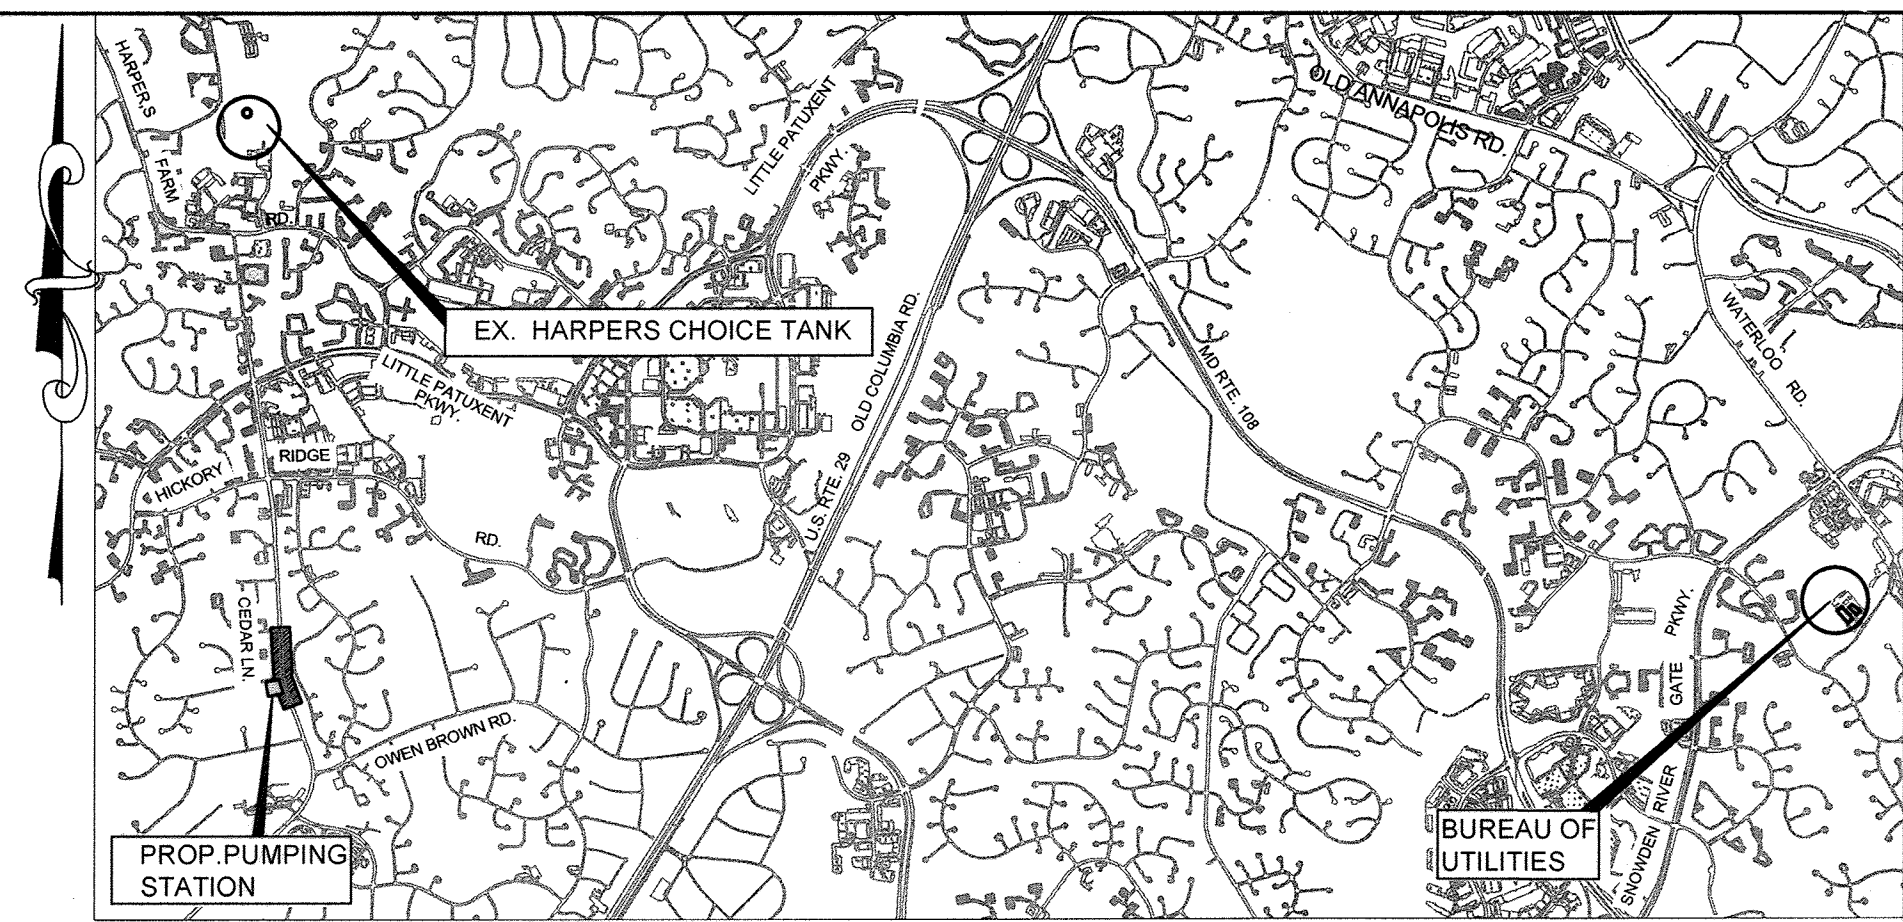 HARPER,S
FARM
RD.
LITTLE PATUXENT
PKWY.
OLD ANNAPOLIS RD.
EX. HARPERS CHOICE TANK
OLD COLUMBIA RD.
U.S. RTE. 29
MD RTE. 108
WATERLOO RD.
LITTLE PATUXENT
PKWY.
HICKORY
RIDGE
RD.
CEDAR LN.
OWEN BROWN RD.
SNOWDEN
RIVER
GATE
PKWY.
PROP.PUMPING
STATION
BUREAU OF
UTILITIES